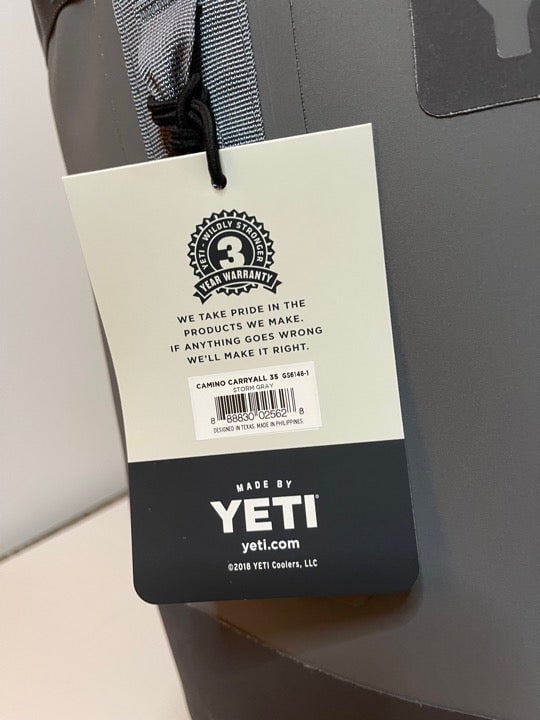 YETI - WILDLY STRONGER
3
YEAR WARRANTY
WE TAKE PRIDE IN THE
PRODUCTS WE MAKE.
IF ANYTHING GOES WRONG
WE'LL MAKE IT RIGHT.
CAMINO CARRYALL 35 GS6148-1
STORM GRAY
8 88830 02562 8
DESIGNED IN TEXAS. MADE IN PHILIPPINES.
MADE BY
YETI®
yeti.com
©2018 YETI Coolers, LLC